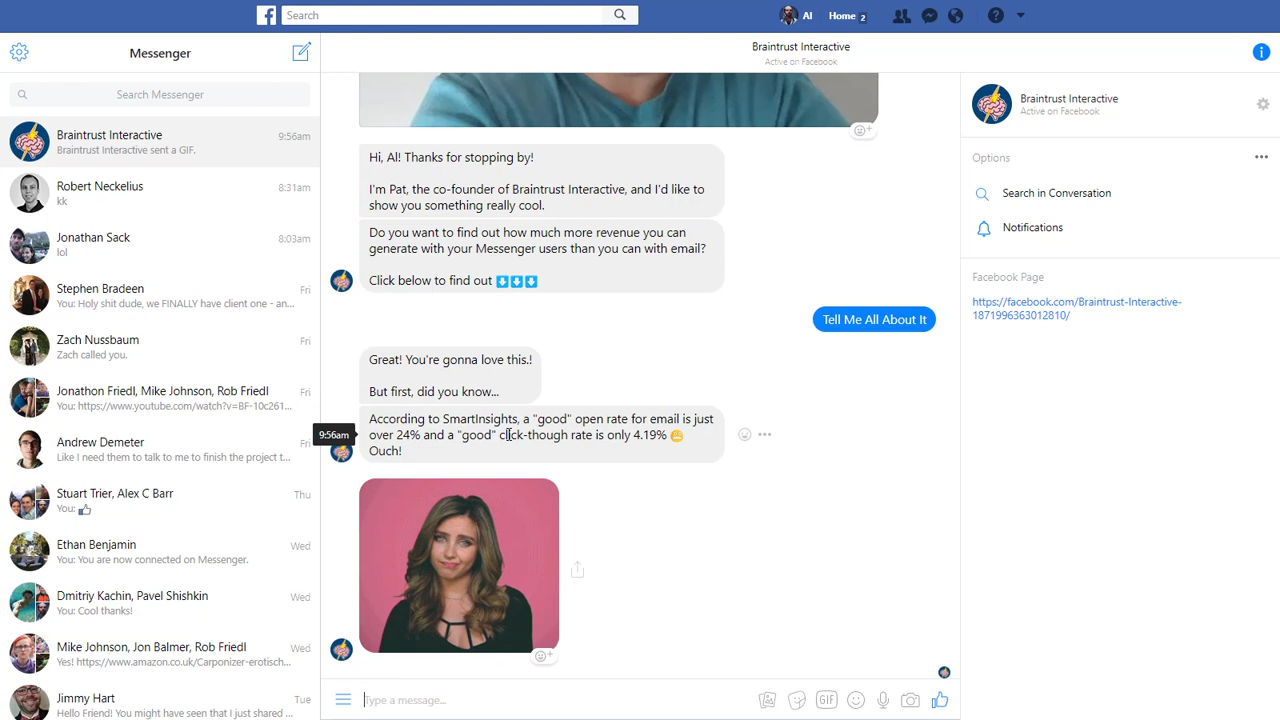 Search
Al
Home 2
Messenger
Search Messenger
Braintrust Interactive
9:56am
Braintrust Interactive sent a GIF.
Robert Neckelius
8:31am
kk
Jonathan Sack
8:03am
lol
Stephen Bradeen
Fri
You: Holy shit dude, we FINALLY have client one - an...
Zach Nussbaum
Fri
Zach called you.
Jonathon Friedl, Mike Johnson, Rob Friedl
Fri
You: https://www.youtube.com/watch?v=BF-10c261...
Andrew Demeter
Fri
Like I need them to talk to me to finish the project t...
Stuart Trier, Alex C Barr
Thu
You:
Ethan Benjamin
Wed
You: You are now connected on Messenger.
Dmitriy Kachin, Pavel Shishkin
Wed
You: Cool thanks!
Mike Johnson, Jon Balmer, Rob Friedl
Wed
Yes! https://www.amazon.co.uk/Carponizer-erotisch...
Jimmy Hart
Tue
Hello Friend! You might have seen that I just shared
Braintrust Interactive
Active on Facebook
Hi, Al! Thanks for stopping by!
I'm Pat, the co-founder of Braintrust Interactive, and I'd like to
show you something really cool.
Do you want to find out how much more revenue you can
generate with your Messenger users than you can with email?
Click below to find out ⬇⬇⬇
Tell Me All About It
Great! You're gonna love this.!
But first, did you know...
According to SmartInsights, a "good" open rate for email is just
9:56am
over 24% and a "good" click-though rate is only 4.19% 😩
Ouch!
Type a message...
GIF
Braintrust Interactive
Active on Facebook
Options
Search in Conversation
Notifications
Facebook Page
https://facebook.com/Braintrust-Interactive-
1871996363012810/